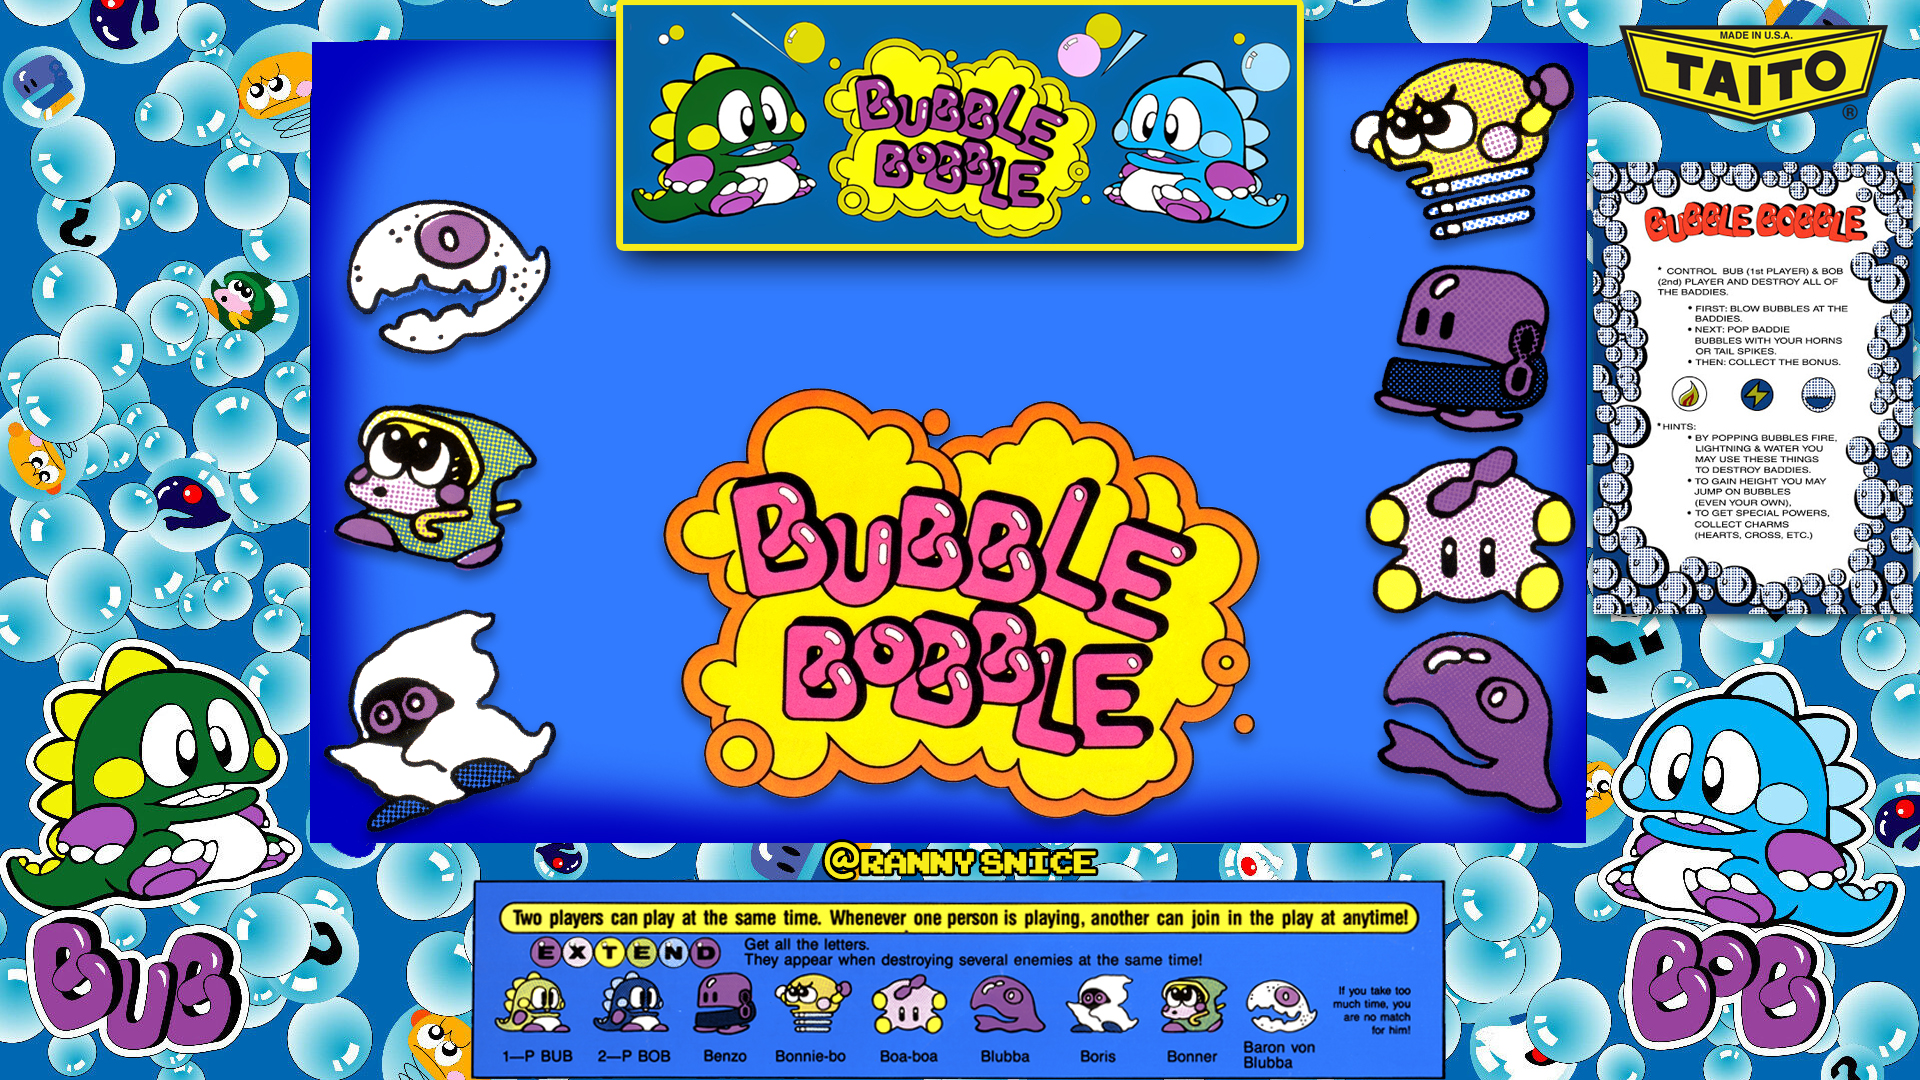 BUBBLE
BOBBLE
MADE IN U.S.A.
TAITO
®
BUBBLE BOBBLE
* CONTROL BUB (1st PLAYER) & BOB
(2nd) PLAYER AND DESTROY ALL OF
THE BADDIES.
• FIRST: BLOW BUBBLES AT THE
BADDIES.
• NEXT: POP BADDIE
BUBBLES WITH YOUR HORNS
OR TAIL SPIKES.
• THEN: COLLECT THE BONUS.
* HINTS:
• BY POPPING BUBBLES FIRE,
LIGHTNING & WATER YOU
MAY USE THESE THINGS
TO DESTROY BADDIES.
• TO GAIN HEIGHT YOU MAY
JUMP ON BUBBLES
(EVEN YOUR OWN),
• TO GET SPECIAL POWERS,
COLLECT CHARMS
(HEARTS, CROSS, ETC.)
BUBBLE
BOBBLE
BUB
BOB
@RANNYSNICE
Two players can play at the same time. Whenever one person is playing, another can join in the play at anytime!
EXTEND
Get all the letters.
They appear when destroying several enemies at the same time!
If you take too
much time, you
are no match
for him!
1—P BUB 2—P BOB Benzo Bonnie-bo Boa-boa Blubba Boris Bonner Baron von
Blubba